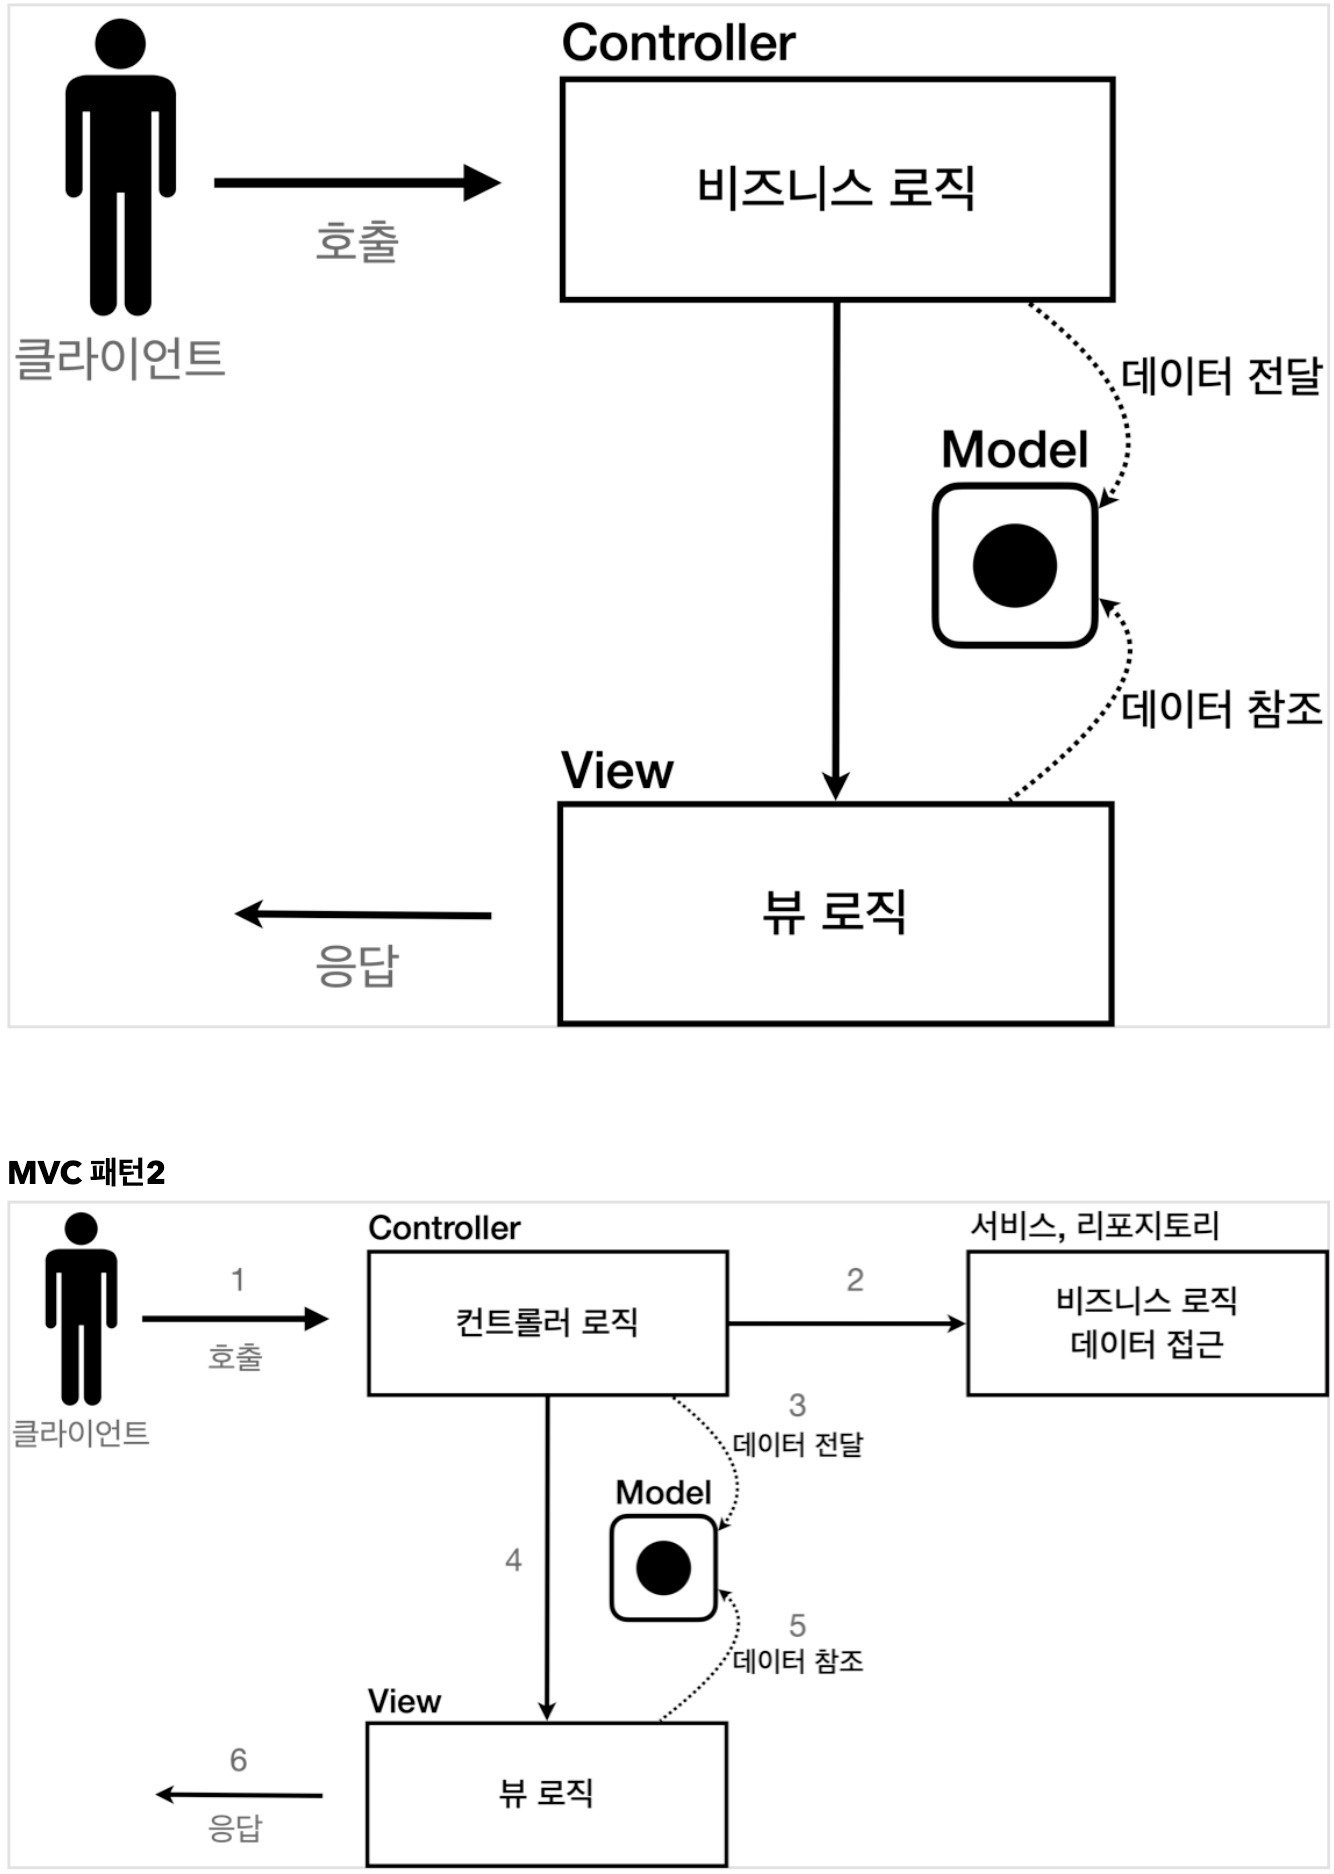 Controller
비즈니스 로직
호출
클라이언트
데이터 전달
Model
데이터 참조
View
뷰 로직
응답
MVC 패턴2
Controller
서비스, 리포지토리
1
호출
컨트롤러 로직
2
비즈니스 로직
데이터 접근
클라이언트
3
데이터 전달
Model
4
5
데이터 참조
View
6
응답
뷰 로직